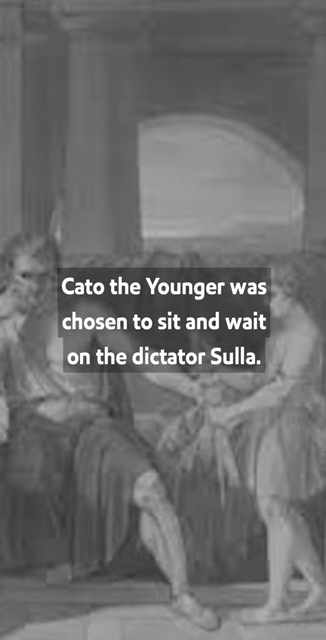 Cato the Younger was
chosen to sit and wait
on the dictator Sulla.